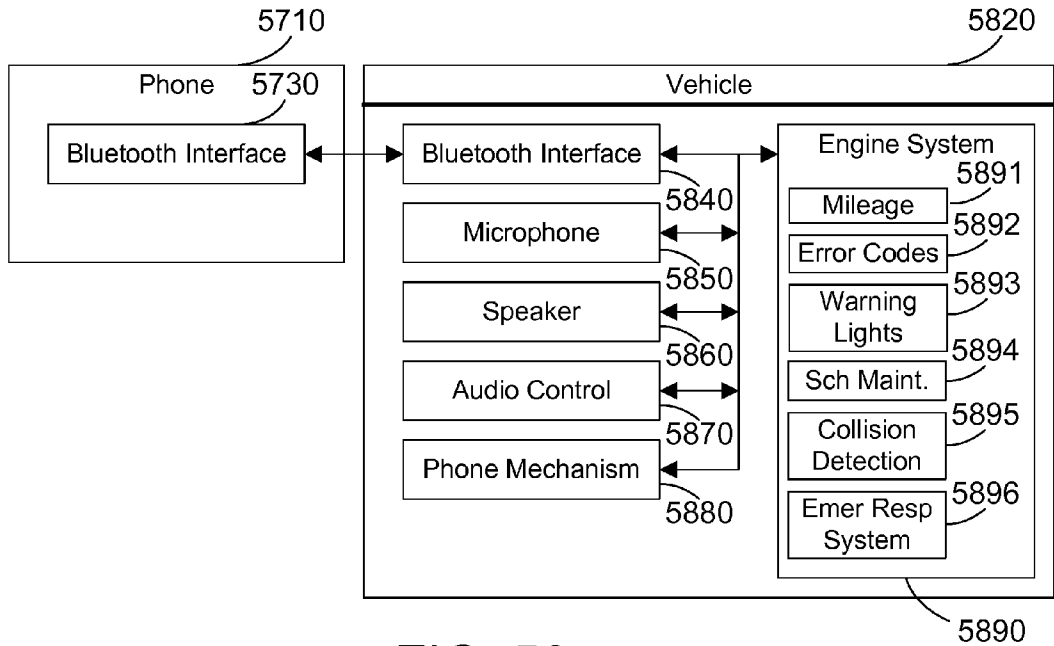 5710
5820
Phone
5730
Bluetooth Interface
Vehicle
Bluetooth Interface
5840
Microphone
5850
Speaker
5860
Audio Control
5870
Phone Mechanism
5880
Engine System
5891
Mileage
5892
Error Codes
5893
Warning
Lights
5894
Sch Maint.
5895
Collision
Detection
5896
Emer Resp
System
5890